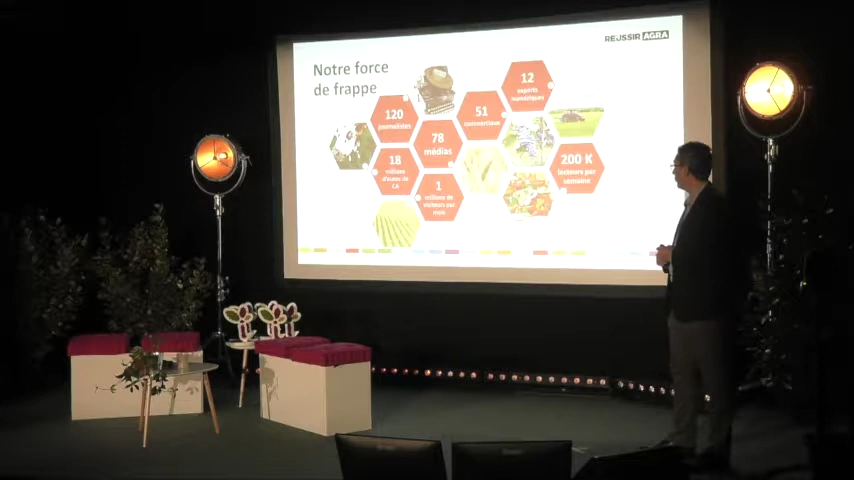 RÉUSSIR AGRA
Notre force
de frappe
12
experts
numériques
120
journalistes
51
commerciaux
78
médias
18
millions
d'euros de
CA
200 K
lecteurs par
semaine
1
millions de
visiteurs par
mois